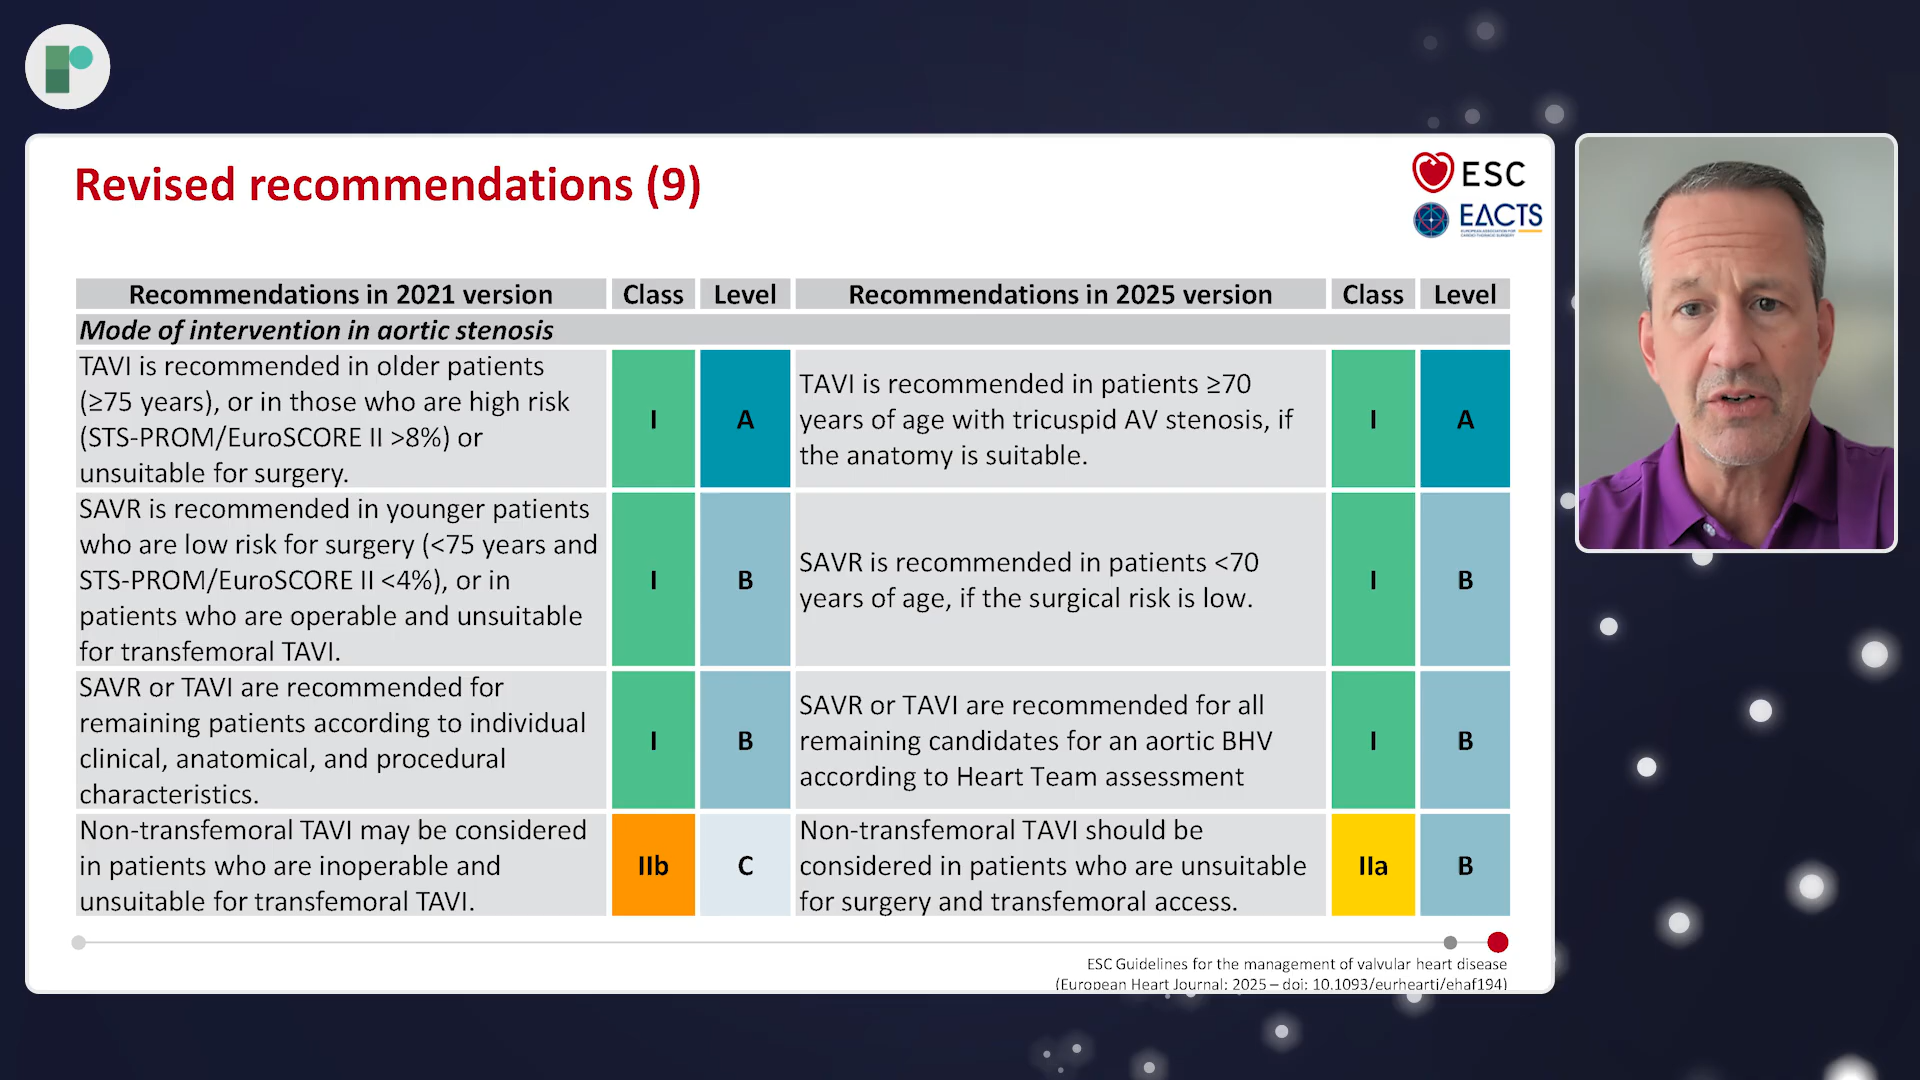 Revised recommendations (9)
ESC
EACTS
Recommendations in 2021 version Class Level Recommendations in 2025 version Class Level
Mode of intervention in aortic stenosis
TAVI is recommended in older patients
(≥75 years), or in those who are high risk
(STS-PROM/EuroSCORE II >8%) or
unsuitable for surgery.
I
A
TAVI is recommended in patients ≥70
years of age with tricuspid AV stenosis, if
the anatomy is suitable.
I
A
SAVR is recommended in younger patients
who are low risk for surgery (<75 years and
STS-PROM/EuroSCORE II <4%), or in
patients who are operable and unsuitable
for transfemoral TAVI.
I
B
SAVR is recommended in patients <70
years of age, if the surgical risk is low.
I
B
SAVR or TAVI are recommended for
remaining patients according to individual
clinical, anatomical, and procedural
characteristics.
I
B
SAVR or TAVI are recommended for all
remaining candidates for an aortic BHV
according to Heart Team assessment
I
B
Non-transfemoral TAVI may be considered
in patients who are inoperable and
unsuitable for transfemoral TAVI.
IIb
C
Non-transfemoral TAVI should be
considered in patients who are unsuitable
for surgery and transfemoral access.
IIa
B
ESC Guidelines for the management of valvular heart disease
(European Heart Journal; 2025 – doi: 10.1093/eurhearti/ehaf194)